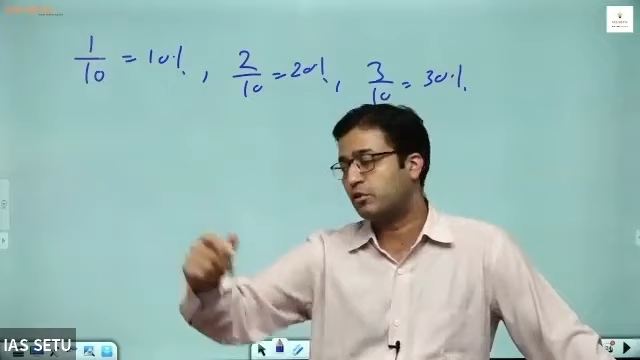 1/10 = 10%, 2/10 = 20%, 3/10 = 30%.
IAS SETU